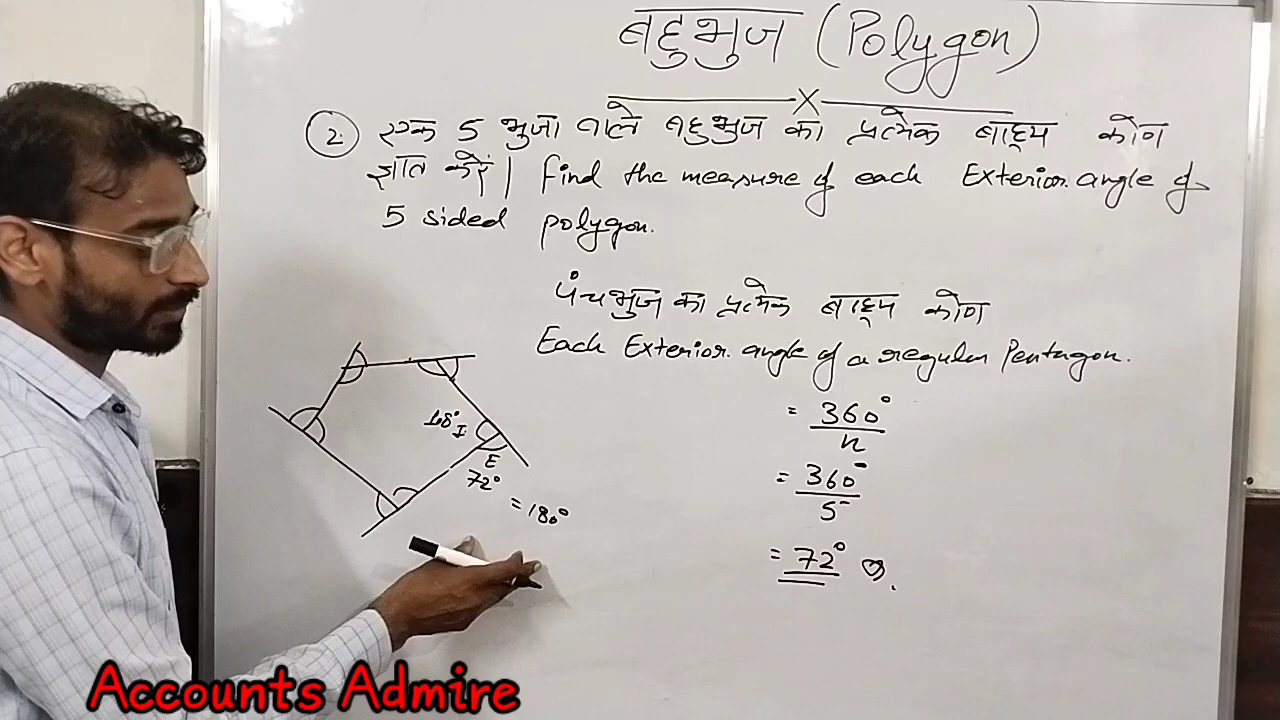 बहुभुज (Polygon)
X
2. एक 5 भुजा वाले बहुभुज का प्रत्येक बाह्य कोण
ज्ञात करें | Find the measure of each Exterior angle of
5 sided polygon.
पंचभुज का प्रत्येक बाह्य कोण
Each Exterior angle of a regular Pentagon.
= 360°/n
= 360°/5
= 72°
108° I
E
72°
= 180°
Accounts Admire